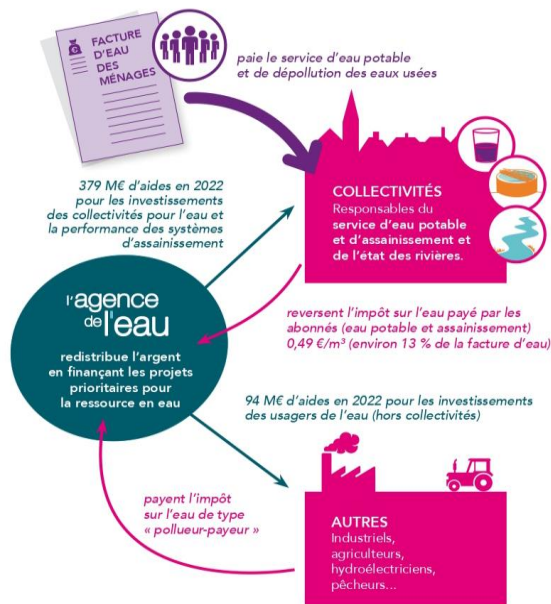 FACTURE
D'EAU
DES
MÉNAGES
paie le service d'eau potable
et de dépollution des eaux usées
379 M€ d'aides en 2022
pour les investissements
des collectivités pour l'eau et
la performance des systèmes
d'assainissement
COLLECTIVITÉS
Responsables du
service d'eau potable
et d'assainissement et
de l'état des rivières.
l'agence
de l'eau
redistribue l'argent
en finançant les projets
prioritaires pour
la ressource en eau
reversent l'impôt sur l'eau payé par les
abonnés (eau potable et assainissement)
0,49 €/m³ (environ 13 % de la facture d'eau)
94 M€ d'aides en 2022 pour les investissements
des usagers de l'eau (hors collectivités)
payent l'impôt
sur l'eau de type
« pollueur-payeur »
AUTRES
Industriels,
agriculteurs,
hydroélectriciens,
pêcheurs...